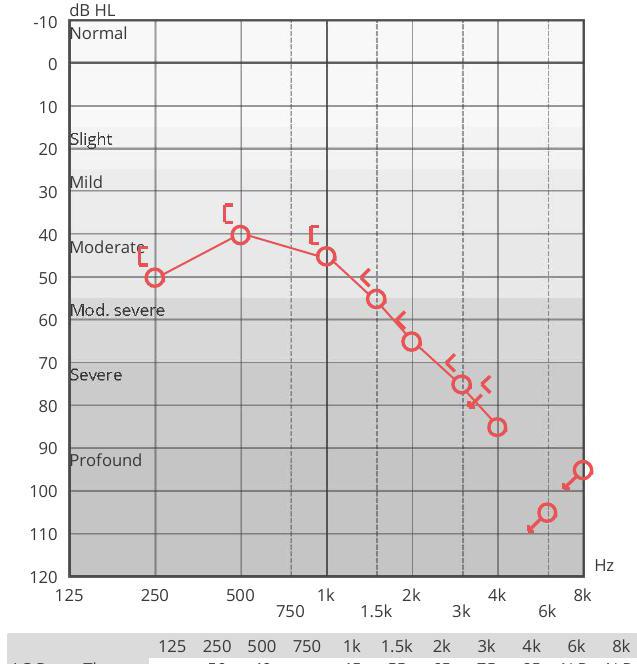 dB HL
-10
Normal
0
10
Slight
20
Mild
30
40
Moderate
50
Mod. severe
60
70
Severe
80
90
Profound
100
110
120
Hz
125 250 500 1k 2k 4k 8k
750 1.5k 3k 6k
125 250 500 750 1k 1.5k 2k 3k 4k 6k 8k